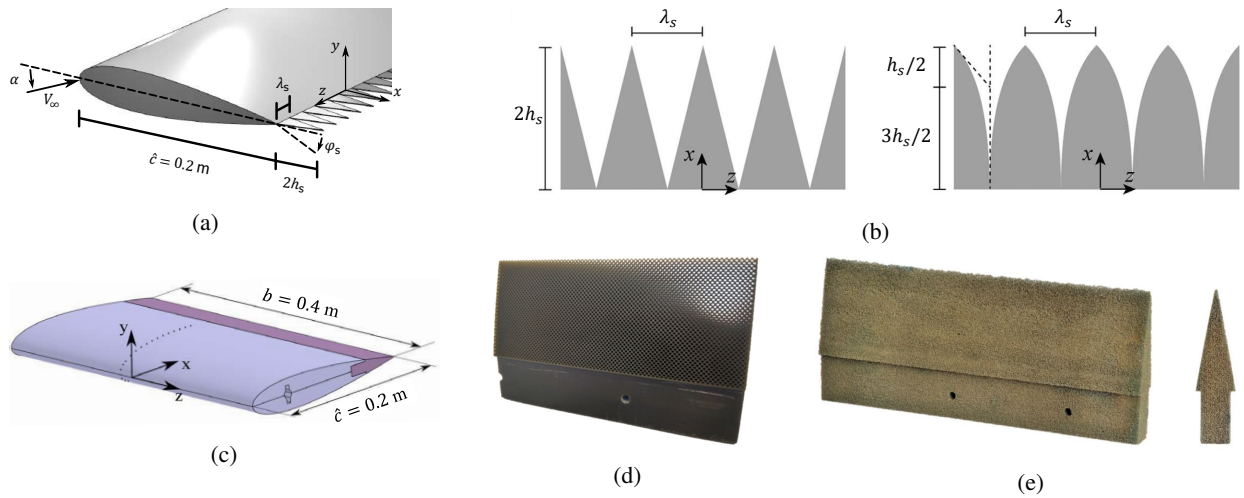 α
V∞
y
λs
z
x
φs
ĉ = 0.2 m
2hs
(a)
λs
2hs
x
z
λs
hs/2
3hs/2
x
z
(b)
b = 0.4 m
y
x
z
ĉ = 0.2 m
(c)
(d)
(e)